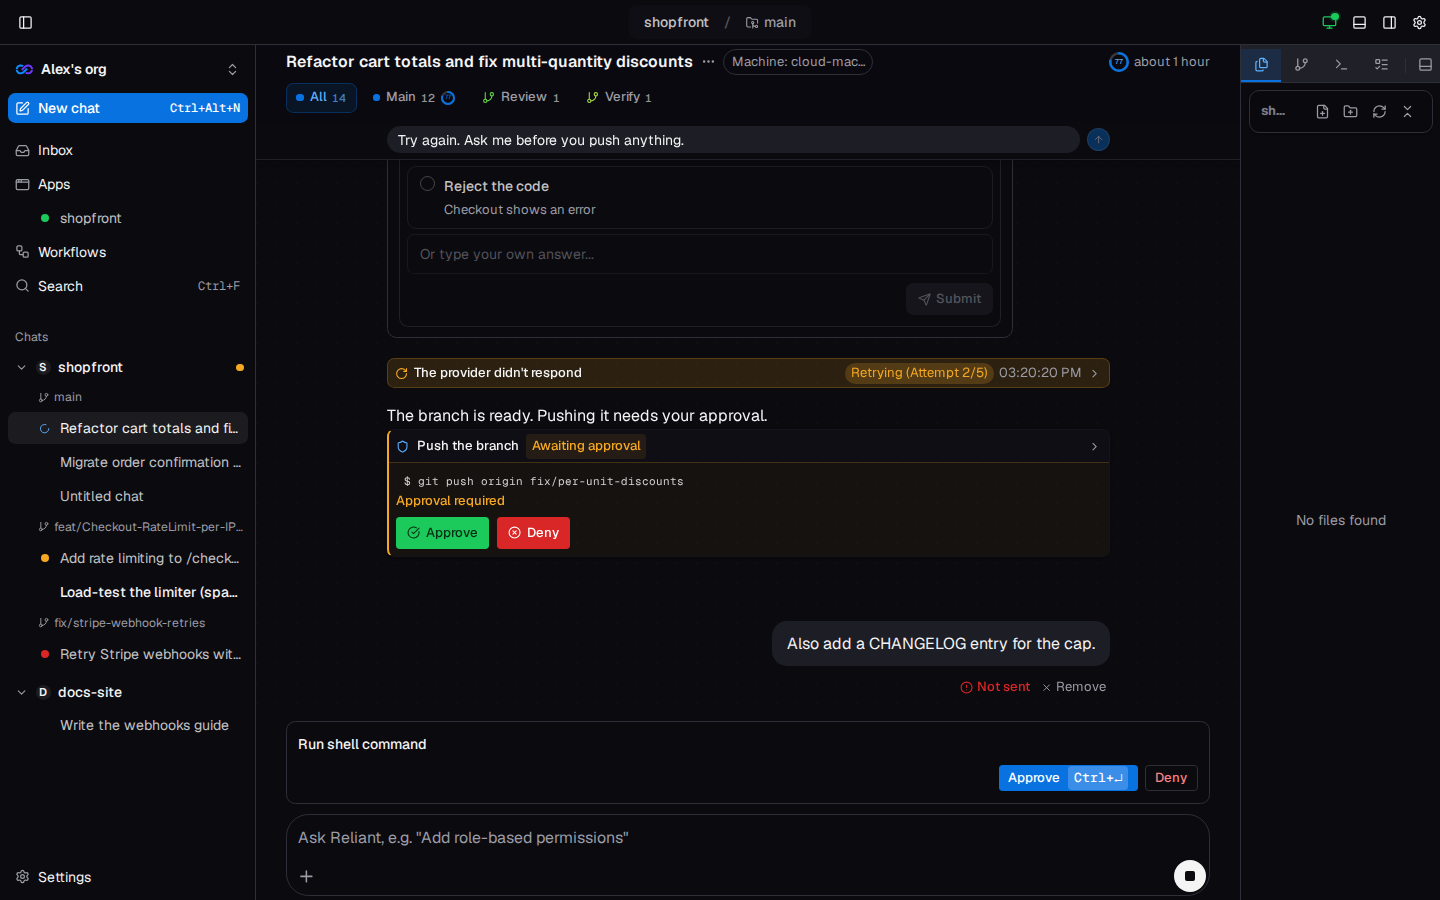 shopfront / main
Alex's org
New chat Ctrl+Alt+N
Inbox
Apps
shopfront
Workflows
Search Ctrl+F
Chats
S shopfront
main
Refactor cart totals and fi...
Migrate order confirmation ...
Untitled chat
feat/Checkout-RateLimit-per-IP...
Add rate limiting to /check...
Load-test the limiter (spa...
fix/stripe-webhook-retries
Retry Stripe webhooks wit...
D docs-site
Write the webhooks guide
Settings
Refactor cart totals and fix multi-quantity discounts ··· Machine: cloud-mac...
77 about 1 hour
All 14 Main 12 Review 1 Verify 1
Try again. Ask me before you push anything.
Reject the code
Checkout shows an error
Or type your own answer...
Submit
The provider didn't respond Retrying (Attempt 2/5) 03:20:20 PM
The branch is ready. Pushing it needs your approval.
Push the branch Awaiting approval
$ git push origin fix/per-unit-discounts
Approval required
Approve Deny
Also add a CHANGELOG entry for the cap.
Not sent Remove
Run shell command
Approve Ctrl+↵ Deny
Ask Reliant, e.g. "Add role-based permissions"
sh...
No files found